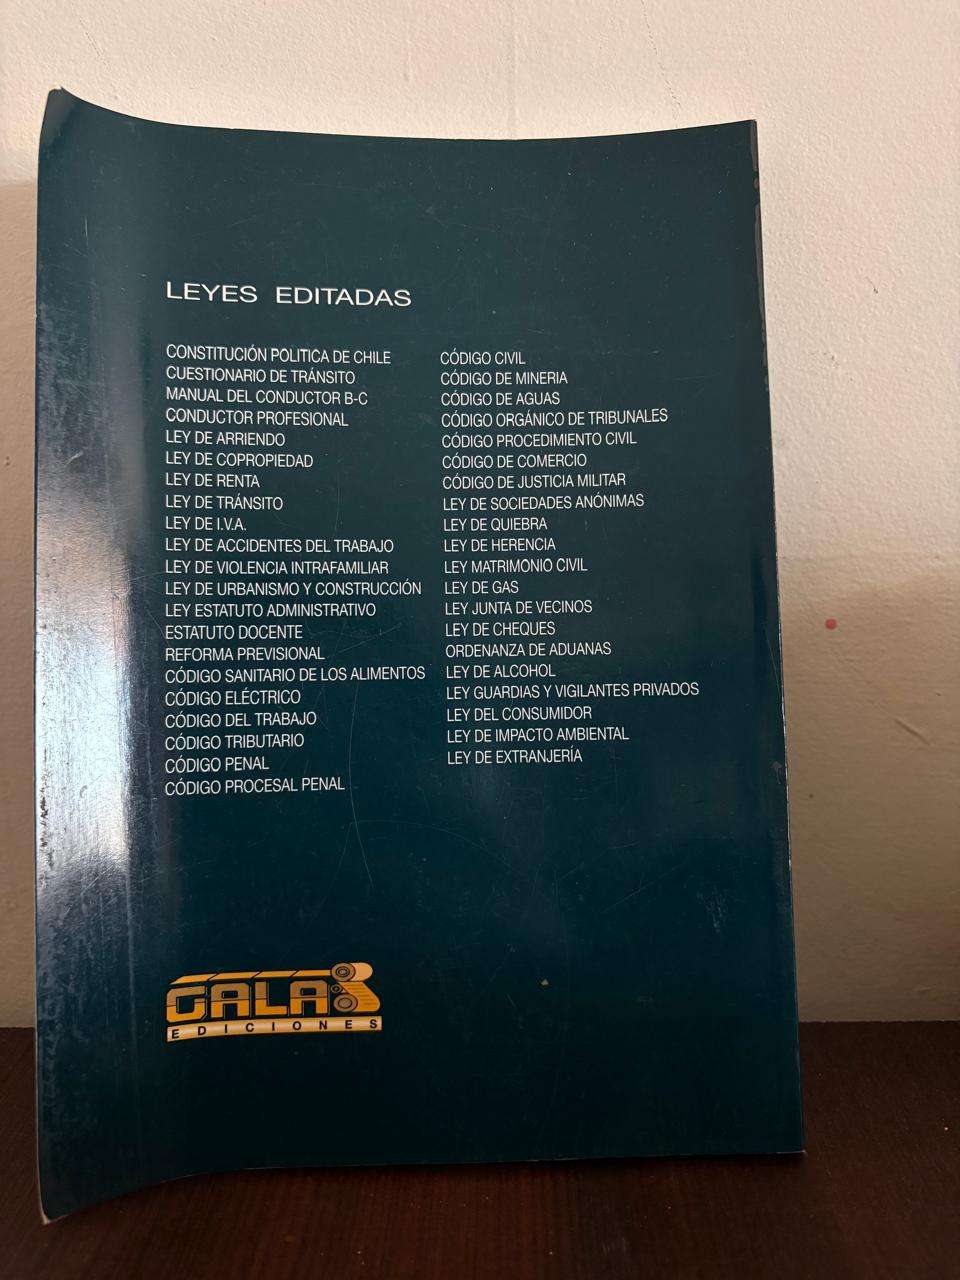 LEYES EDITADAS
CONSTITUCIÓN POLITICA DE CHILE
CUESTIONARIO DE TRÁNSITO
MANUAL DEL CONDUCTOR B-C
CONDUCTOR PROFESIONAL
LEY DE ARRIENDO
LEY DE COPROPIEDAD
LEY DE RENTA
LEY DE TRÁNSITO
LEY DE I.V.A.
LEY DE ACCIDENTES DEL TRABAJO
LEY DE VIOLENCIA INTRAFAMILIAR
LEY DE URBANISMO Y CONSTRUCCIÓN
LEY ESTATUTO ADMINISTRATIVO
ESTATUTO DOCENTE
REFORMA PREVISIONAL
CÓDIGO SANITARIO DE LOS ALIMENTOS
CÓDIGO ELÉCTRICO
CÓDIGO DEL TRABAJO
CÓDIGO TRIBUTARIO
CÓDIGO PENAL
CÓDIGO PROCESAL PENAL
CÓDIGO CIVIL
CÓDIGO DE MINERIA
CÓDIGO DE AGUAS
CÓDIGO ORGÁNICO DE TRIBUNALES
CÓDIGO PROCEDIMIENTO CIVIL
CÓDIGO DE COMERCIO
CÓDIGO DE JUSTICIA MILITAR
LEY DE SOCIEDADES ANÓNIMAS
LEY DE QUIEBRA
LEY DE HERENCIA
LEY MATRIMONIO CIVIL
LEY DE GAS
LEY JUNTA DE VECINOS
LEY DE CHEQUES
ORDENANZA DE ADUANAS
LEY DE ALCOHOL
LEY GUARDIAS Y VIGILANTES PRIVADOS
LEY DEL CONSUMIDOR
LEY DE IMPACTO AMBIENTAL
LEY DE EXTRANJERÍA
GALAS
EDICIONES